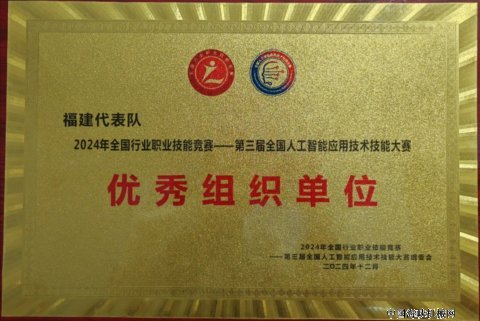 福建代表队
2024年全国行业职业技能竞赛——第三届全国人工智能应用技术技能大赛
优秀组织单位
2024年全国行业职业技能竞赛
——第三届全国人工智能应用技术技能大赛组委会
二〇二四年十二月